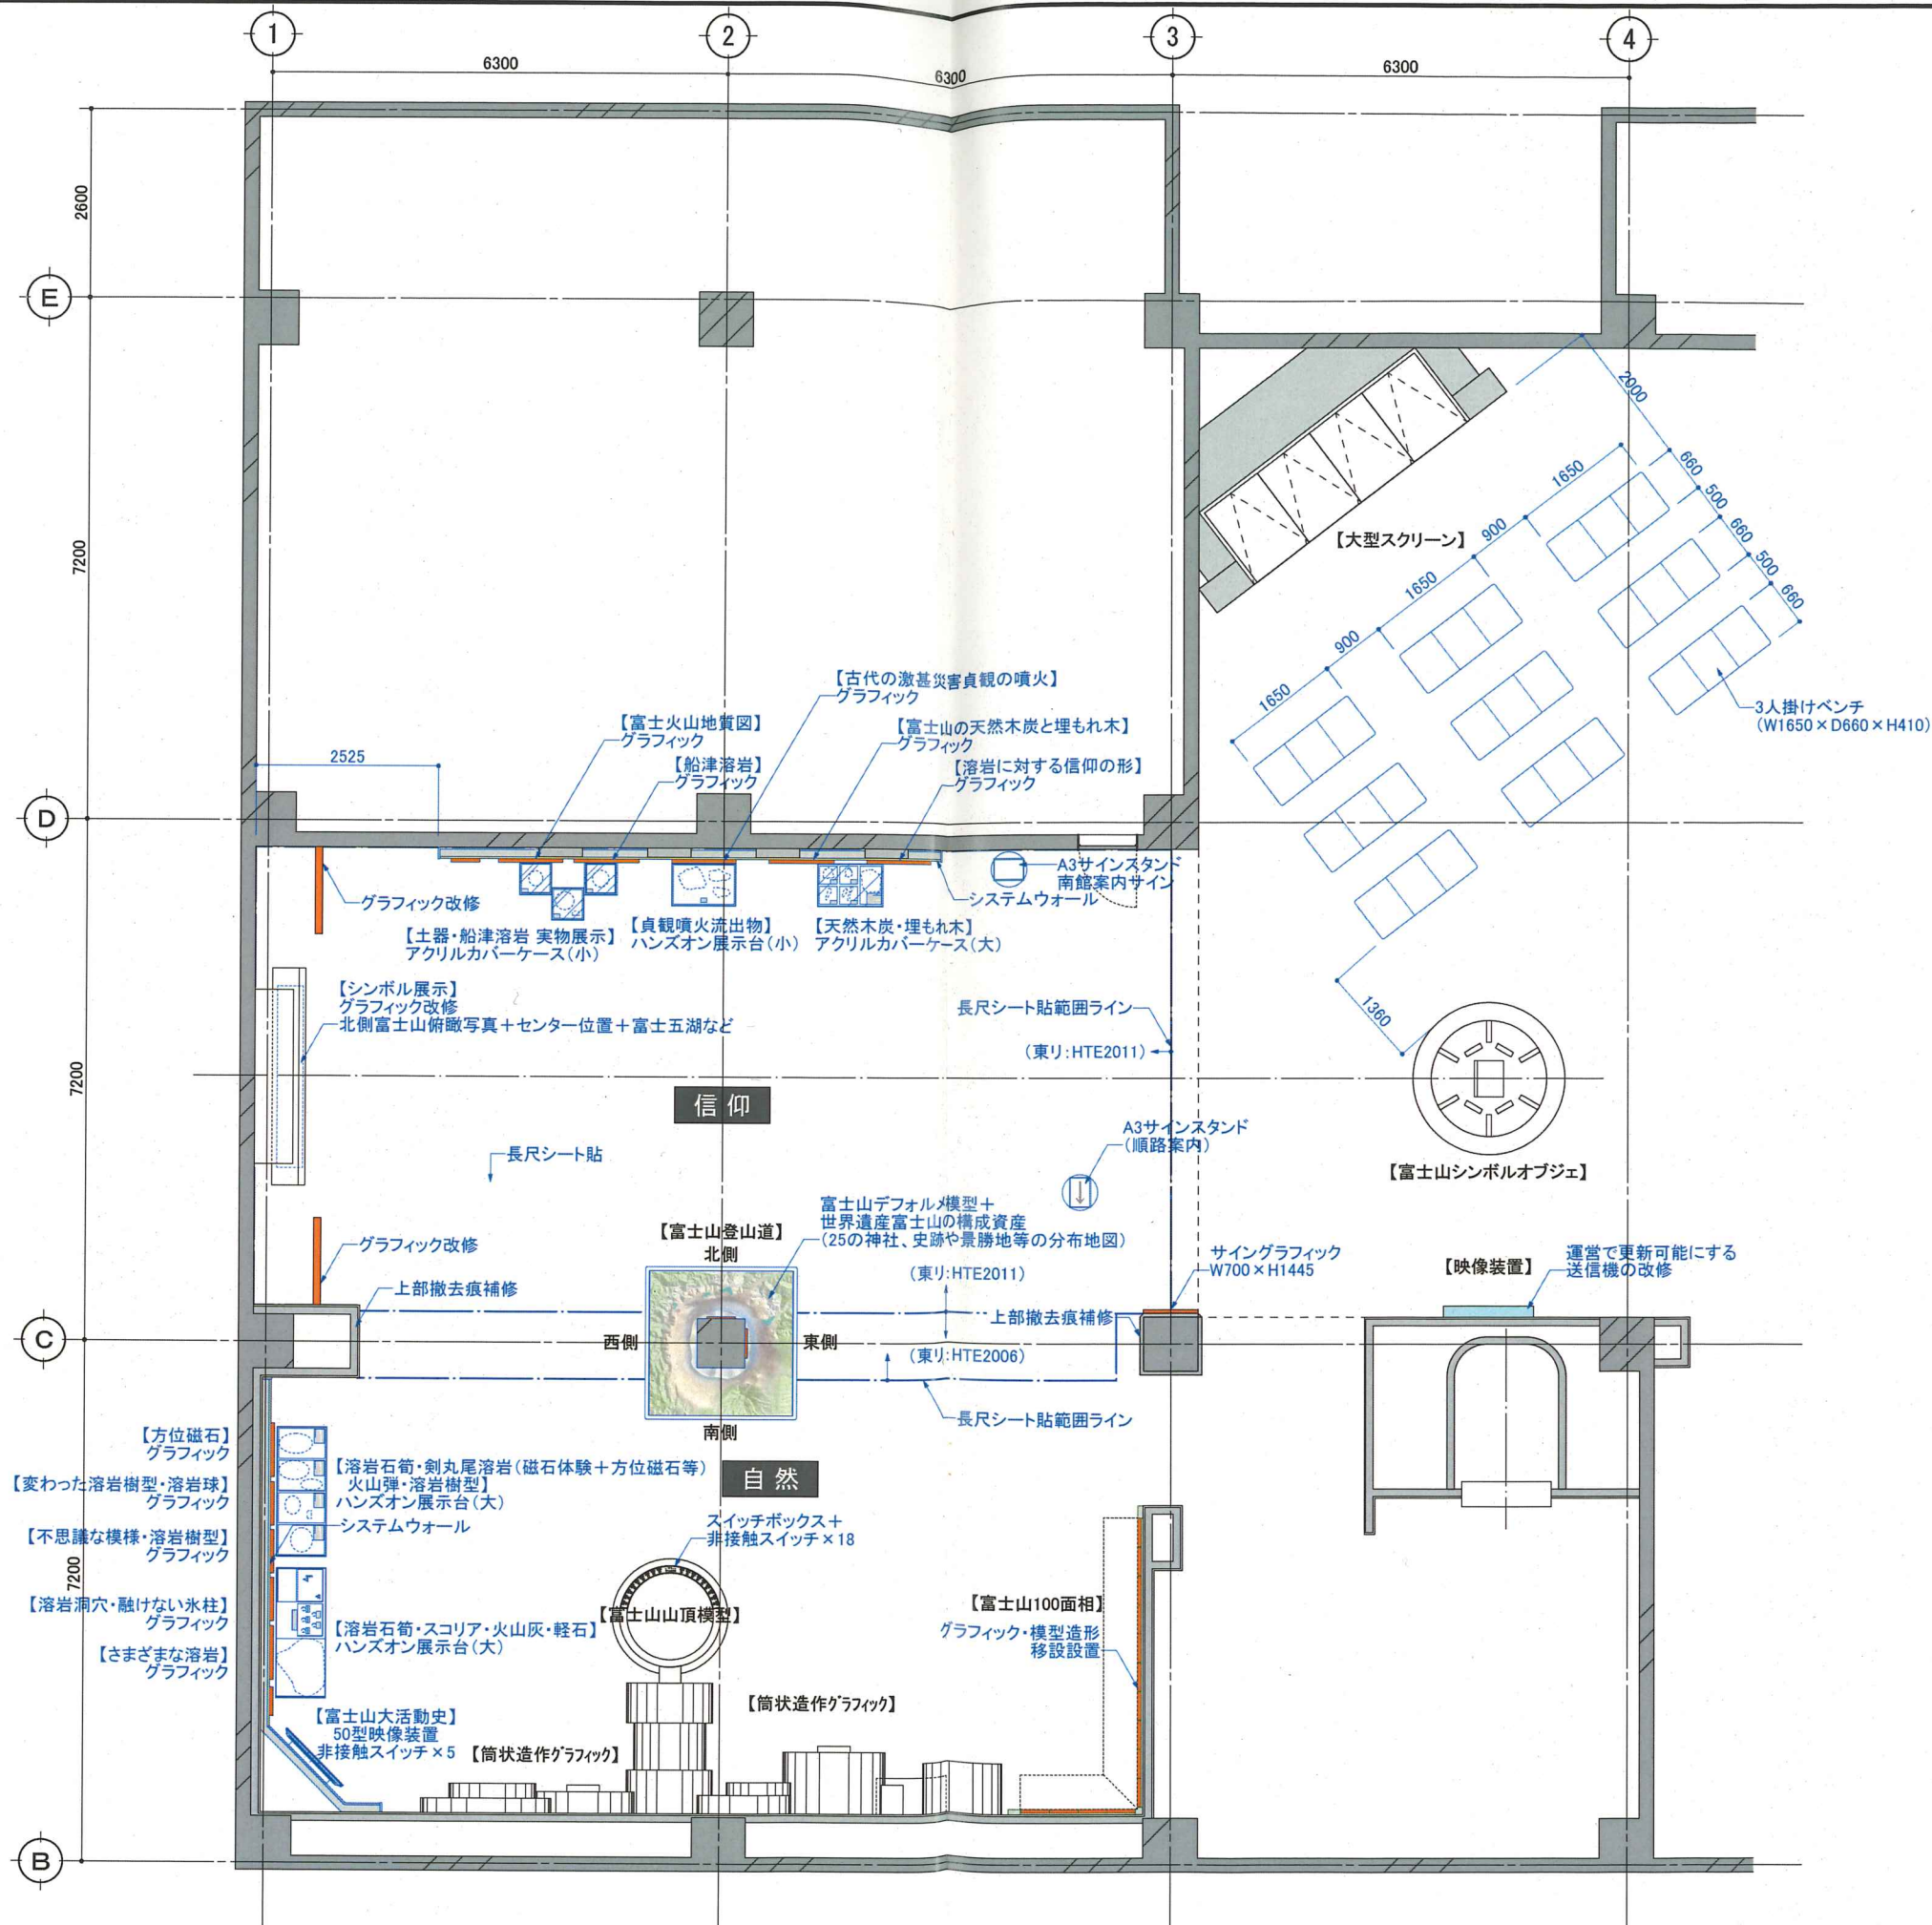 1
2
3
4
6300
6300
6300
2600
E
7200
D
7200
C
7200
B
2000
660
500
660
500
660
1650
900
1650
900
1650
【大型スクリーン】
3人掛けベンチ
(W1650×D660×H410)
1360
【古代の激甚災害貞観の噴火】
グラフィック
【富士火山地質図】
グラフィック
【富士山の天然木炭と埋もれ木】
グラフィック
【船津溶岩】
グラフィック
【溶岩に対する信仰の形】
グラフィック
2525
A3サインスタンド
南館案内サイン
システムウォール
グラフィック改修
【土器・船津溶岩 実物展示】
アクリルカバーケース(小)
【貞観噴火流出物】
ハンズオン展示台(小)
【天然木炭・埋もれ木】
アクリルカバーケース(大)
【シンボル展示】
グラフィック改修
北側富士山俯瞰写真+センター位置+富士五湖など
長尺シート貼範囲ライン
(東リ:HTE2011)
信仰
長尺シート貼
A3サインスタンド
(順路案内)
【富士山シンボルオブジェ】
富士山デフォルメ模型+
世界遺産富士山の構成資産
(25の神社、史跡や景勝地等の分布地図)
【富士山登山道】
北側
グラフィック改修
上部撤去痕補修
(東リ:HTE2011)
上部撤去痕補修
サイングラフィック
W700×H1445
【映像装置】
運営で更新可能にする
送信機の改修
西側
東側
(東リ:HTE2006)
長尺シート貼範囲ライン
南側
自然
【方位磁石】
グラフィック
【変わった溶岩樹型・溶岩球】
グラフィック
【不思議な模様・溶岩樹型】
グラフィック
【溶岩洞穴・融けない氷柱】
グラフィック
【さまざまな溶岩】
グラフィック
【溶岩石筍・剣丸尾溶岩(磁石体験+方位磁石等)
火山弾・溶岩樹型】
ハンズオン展示台(大)
システムウォール
スイッチボックス+
非接触スイッチ×18
【富士山山頂模型】
【溶岩石筍・スコリア・火山灰・軽石】
ハンズオン展示台(大)
【富士山100面相】
グラフィック・模型造形
移設設置
【富士山大活動史】
50型映像装置
非接触スイッチ×5
【筒状造作グラフィック】
【筒状造作グラフィック】